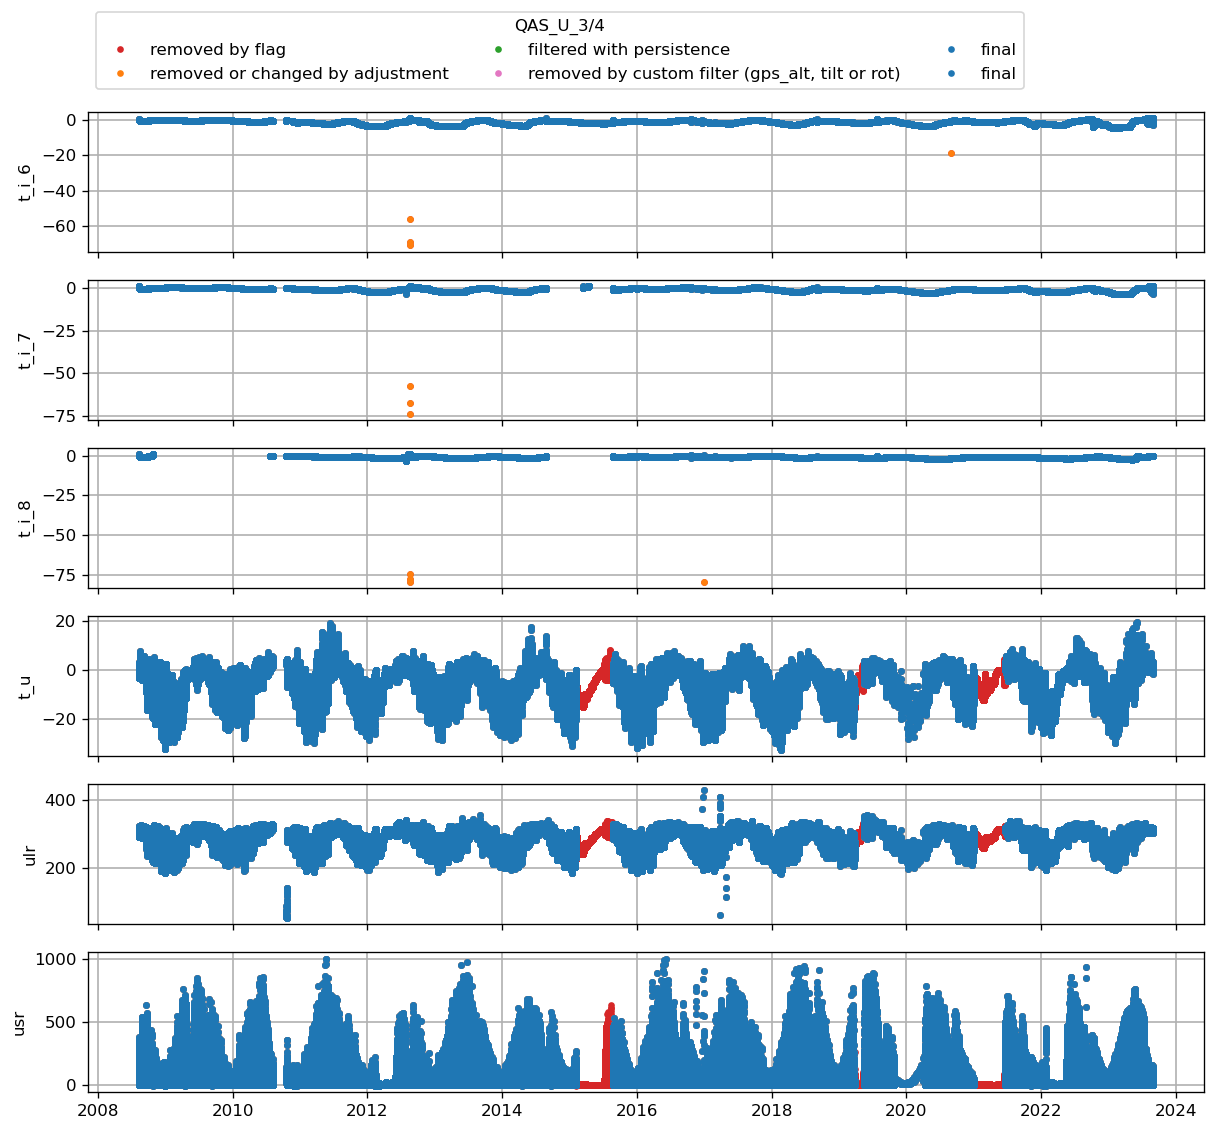 QAS_U_3/4
removed by flag
filtered with persistence
final
removed or changed by adjustment
removed by custom filter (gps_alt, tilt or rot)
final
t_i_6
0
−20
−40
−60
t_i_7
0
−25
−50
−75
t_i_8
0
−25
−50
−75
t_u
20
0
−20
ulr
400
200
usr
1000
500
0
2008 2010 2012 2014 2016 2018 2020 2022 2024